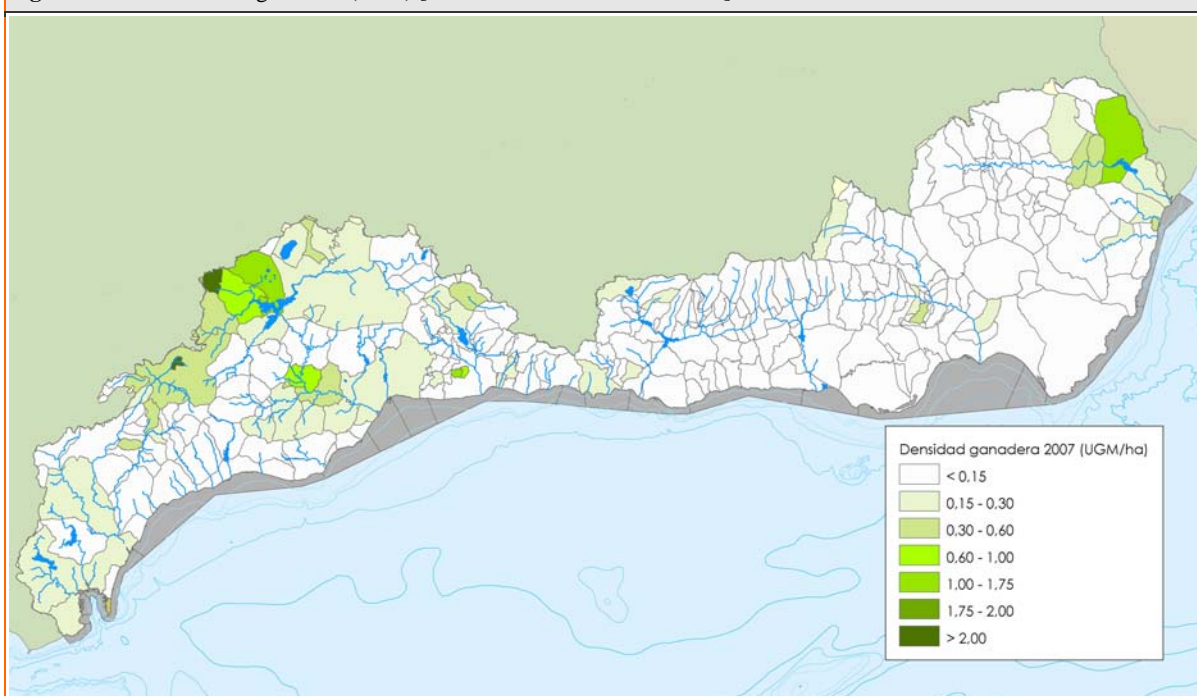 Densidad ganadera 2007 (UGM/ha)
< 0,15
0,15 - 0,30
0,30 - 0,60
0,60 - 1,00
1,00 - 1,75
1,75 - 2,00
> 2,00